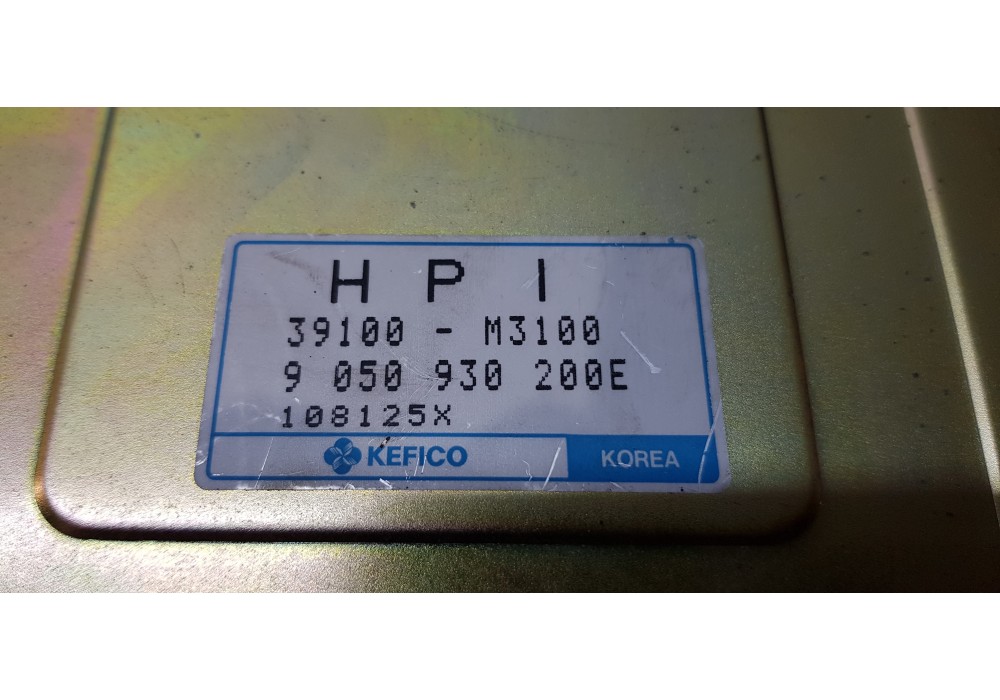 H P I
39100 - M3100
9 050 930 200E
108125X
KEFICO KOREA